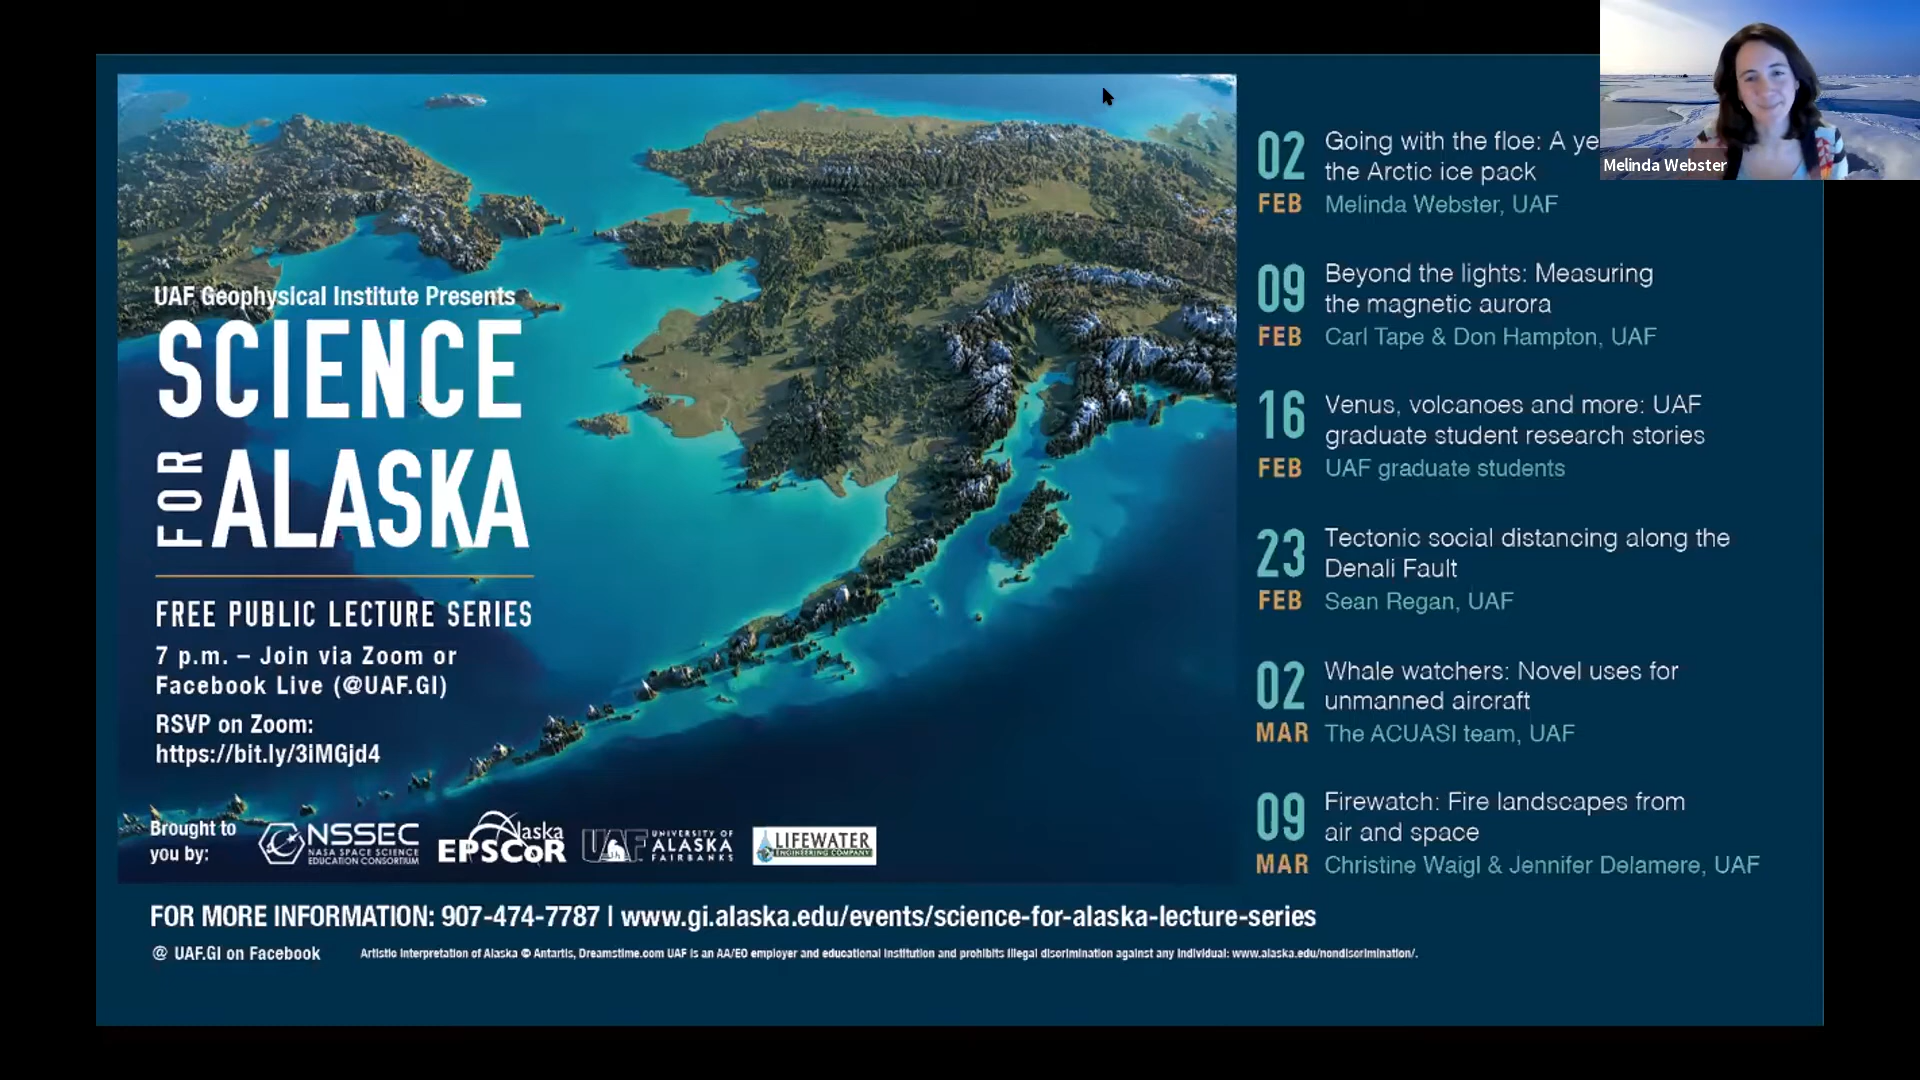 UAF Geophysical Institute Presents
SCIENCE
FOR ALASKA
FREE PUBLIC LECTURE SERIES
7 p.m. – Join via Zoom or
Facebook Live (@UAF.GI)
RSVP on Zoom:
https://bit.ly/3iMGjd4
Brought to
you by:
NSSEC
NASA SPACE SCIENCE
EDUCATION CONSORTIUM
Alaska
EPSCoR
UAF
UNIVERSITY OF
ALASKA
FAIRBANKS
LIFEWATER
ENGINEERING COMPANY
02 FEB
Going with the floe: A ye
the Arctic ice pack
Melinda Webster, UAF
09 FEB
Beyond the lights: Measuring
the magnetic aurora
Carl Tape & Don Hampton, UAF
16 FEB
Venus, volcanoes and more: UAF
graduate student research stories
UAF graduate students
23 FEB
Tectonic social distancing along the
Denali Fault
Sean Regan, UAF
02 MAR
Whale watchers: Novel uses for
unmanned aircraft
The ACUASI team, UAF
09 MAR
Firewatch: Fire landscapes from
air and space
Christine Waigl & Jennifer Delamere, UAF
FOR MORE INFORMATION: 907-474-7787 | www.gi.alaska.edu/events/science-for-alaska-lecture-series
@ UAF.GI on Facebook
Artistic Interpretation of Alaska © Antartis, Dreamstime.com UAF is an AA/EO employer and educational institution and prohibits illegal discrimination against any individual: www.alaska.edu/nondiscrimination/.
Melinda Webster